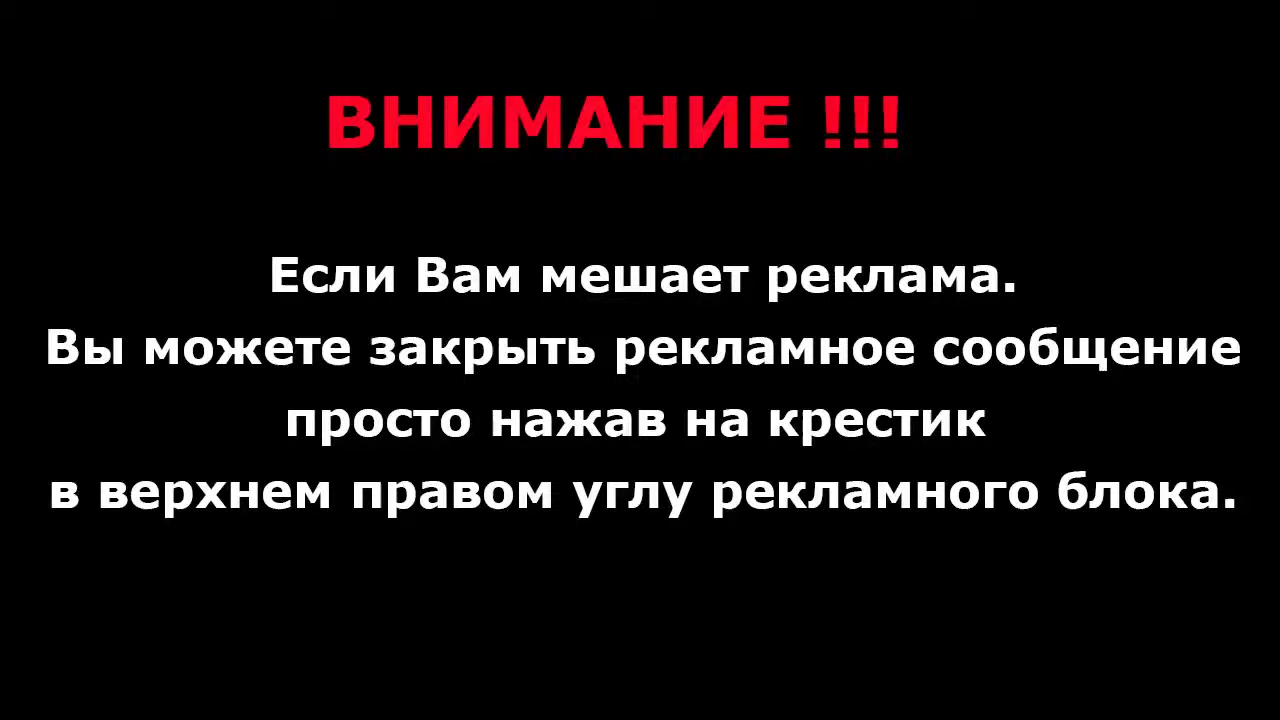 ВНИМАНИЕ !!!
Если Вам мешает реклама.
Вы можете закрыть рекламное сообщение
просто нажав на крестик
в верхнем правом углу рекламного блока.